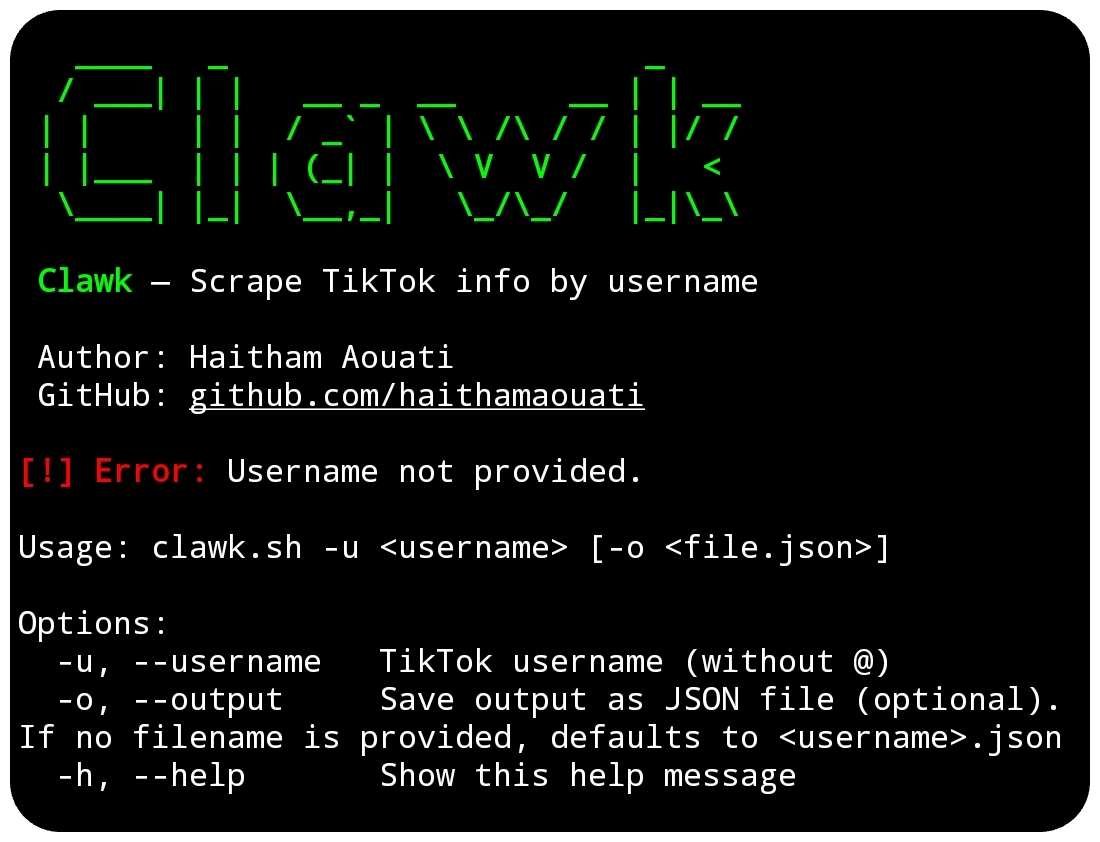 Clawk
Clawk — Scrape TikTok info by username
Author: Haitham Aouati
GitHub: github.com/haithamaouati
[!] Error: Username not provided.
Usage: clawk.sh -u <username> [-o <file.json>]
Options:
-u, --username TikTok username (without @)
-o, --output Save output as JSON file (optional).
If no filename is provided, defaults to <username>.json
-h, --help Show this help message